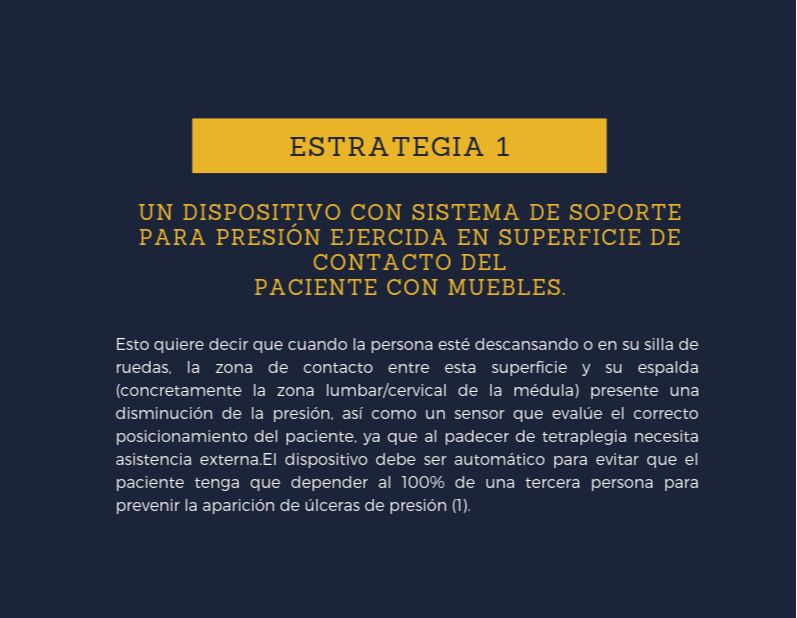 ESTRATEGIA 1
UN DISPOSITIVO CON SISTEMA DE SOPORTE
PARA PRESIÓN EJERCIDA EN SUPERFICIE DE
CONTACTO DEL
PACIENTE CON MUEBLES.
Esto quiere decir que cuando la persona esté descansando o en su silla de
ruedas, la zona de contacto entre esta superficie y su espalda
(concretamente la zona lumbar/cervical de la médula) presente una
disminución de la presión, así como un sensor que evalúe el correcto
posicionamiento del paciente, ya que al padecer de tetraplegia necesita
asistencia externa.El dispositivo debe ser automático para evitar que el
paciente tenga que depender al 100% de una tercera persona para
prevenir la aparición de úlceras de presión (1).